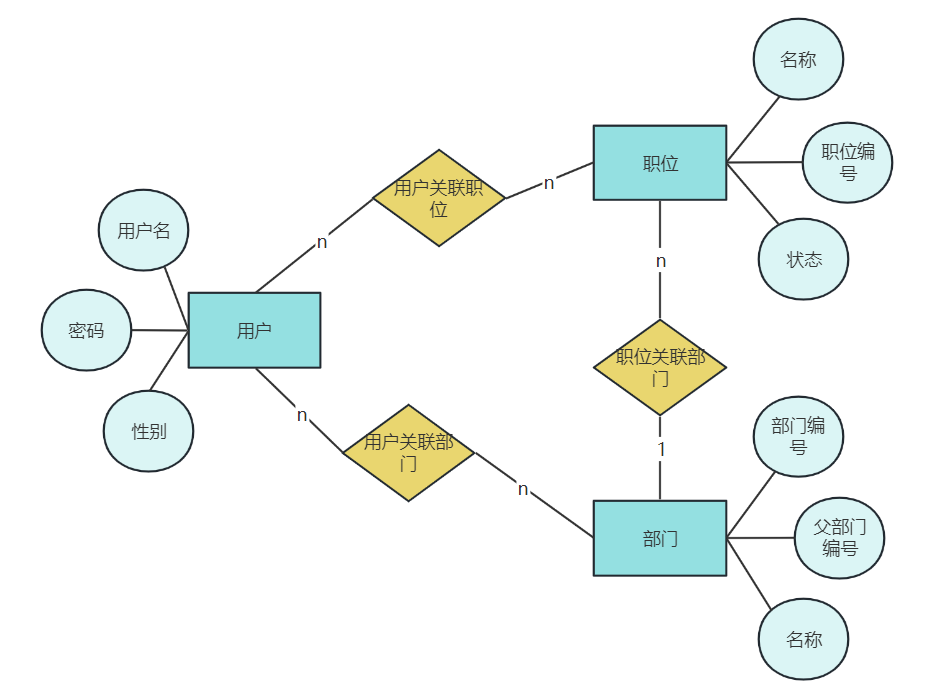 名称
职位
职位编
号
用户关联职
位
n
n
用户名
状态
n
用户
密码
职位关联部
门
性别
n
用户关联部
门
部门编
号
1
n
部门
父部门
编号
名称